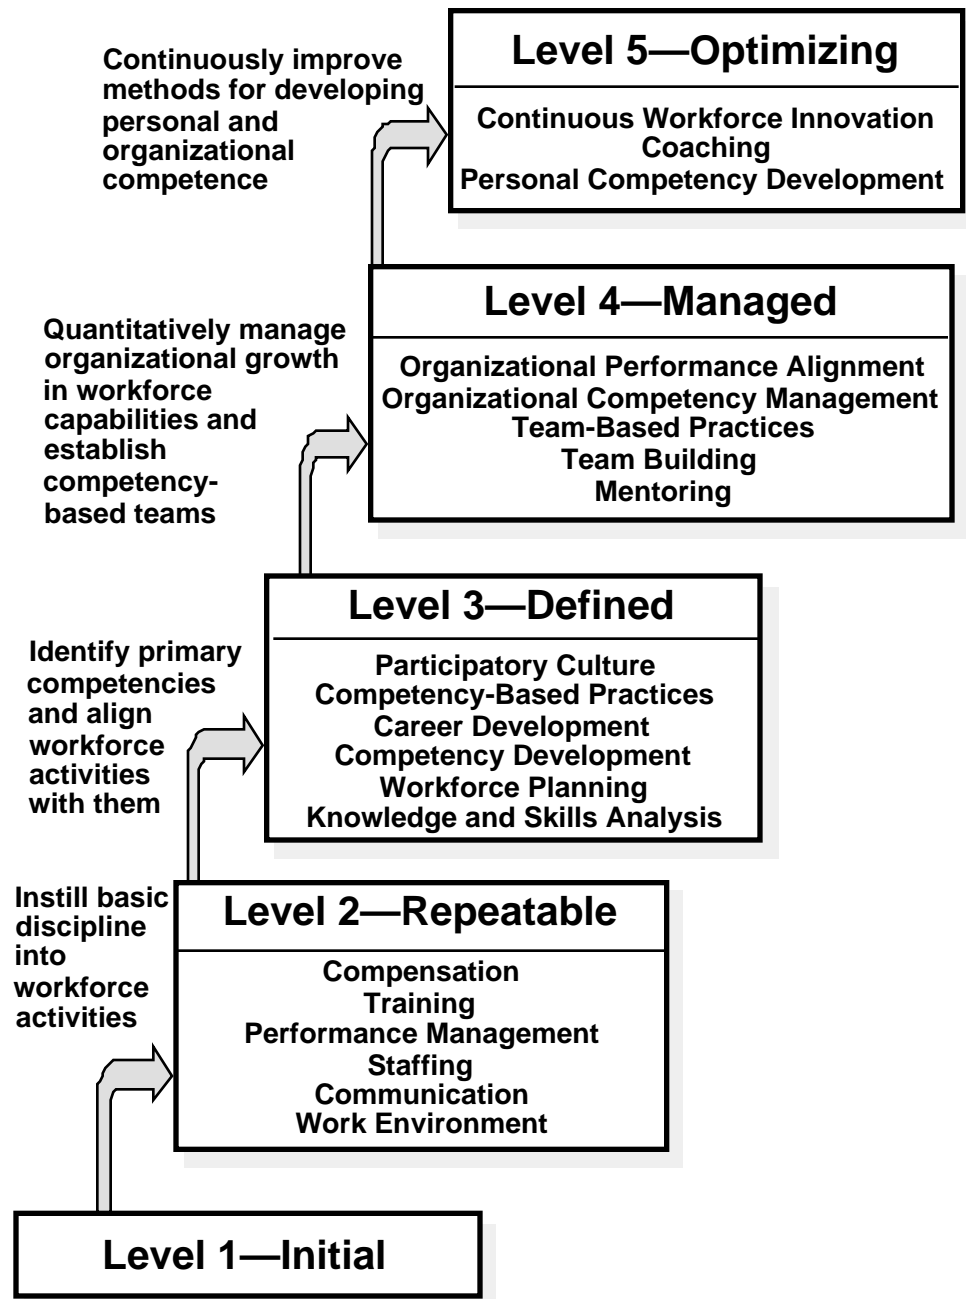 Continuously improve
methods for developing
personal and
organizational
competence
Level 5—Optimizing
Continuous Workforce Innovation
Coaching
Personal Competency Development
Quantitatively manage
organizational growth
in workforce
capabilities and
establish
competency-
based teams
Level 4—Managed
Organizational Performance Alignment
Organizational Competency Management
Team-Based Practices
Team Building
Mentoring
Identify primary
competencies
and align
workforce
activities
with them
Level 3—Defined
Participatory Culture
Competency-Based Practices
Career Development
Competency Development
Workforce Planning
Knowledge and Skills Analysis
Instill basic
discipline
into
workforce
activities
Level 2—Repeatable
Compensation
Training
Performance Management
Staffing
Communication
Work Environment
Level 1—Initial